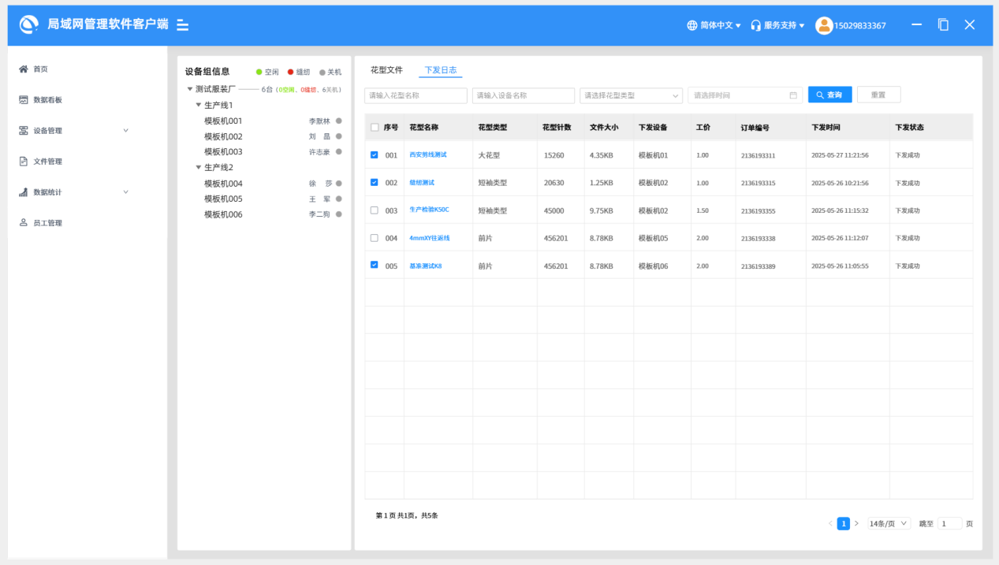 局域网管理软件客户端 简体中文 服务支持 15029833367
首页
数据看板
设备管理
文件管理
数据统计
员工管理
设备组信息 空闲 缝纫 关机
测试服装厂 6台 (0空闲、0缝纫、6关机)
生产线1
模板机001 李默林
模板机002 刘 晶
模板机003 许志豪
生产线2
模板机004 徐 莎
模板机005 王 军
模板机006 李二狗
花型文件 下发日志
请输入花型名称 请输入设备名称 请选择花型类型 请选择时间 查询 重置
序号 花型名称 花型类型 花型针数 文件大小 下发设备 工价 订单编号 下发时间 下发状态
001 西安剪线测试 大花型 15260 4.35KB 模板机01 1.00 2136193311 2025-05-27 11:21:56 下发成功
002 缝纫测试 短袖类型 20630 1.25KB 模板机02 1.00 2136193315 2025-05-26 10:21:56 下发成功
003 生产检验K50C 短袖类型 45000 9.75KB 模板机02 1.50 2136193355 2025-05-26 11:15:32 下发成功
004 4mmXY往返线 前片 456201 8.78KB 模板机05 2.00 2136193338 2025-05-26 11:12:07 下发成功
005 基准测试K8 前片 456201 8.78KB 模板机06 2.00 2136193389 2025-05-26 11:05:55 下发成功
第 1 页 共1页，共5条
1 14条/页 跳至 1 页